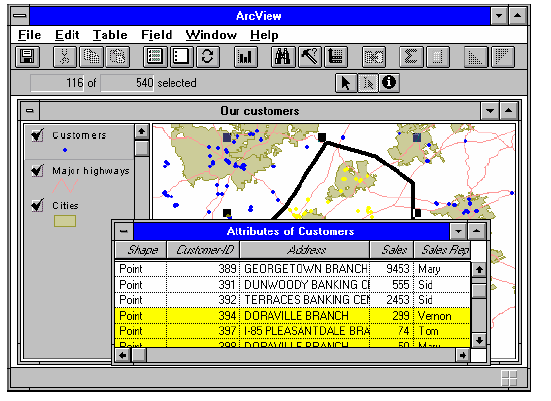 ArcView
File Edit Table Field Window Help
116 of 540 selected
Our customers
Customers
Major highways
Cities
Attributes of Customers
Shape Customer-ID Address Sales Sales Rep
Point 389 GEORGETOWN BRANCH 9453 Mary
Point 391 DUNWOODY BANKING CE 555 Sid
Point 392 TERRACES BANKING CEN 2453 Sid
Point 394 DORAVILLE BRANCH 299 Vernon
Point 397 I-85 PLEASANTDALE BRA 74 Tom
Point 398 DORAVILLE BRANCH 50 Mary